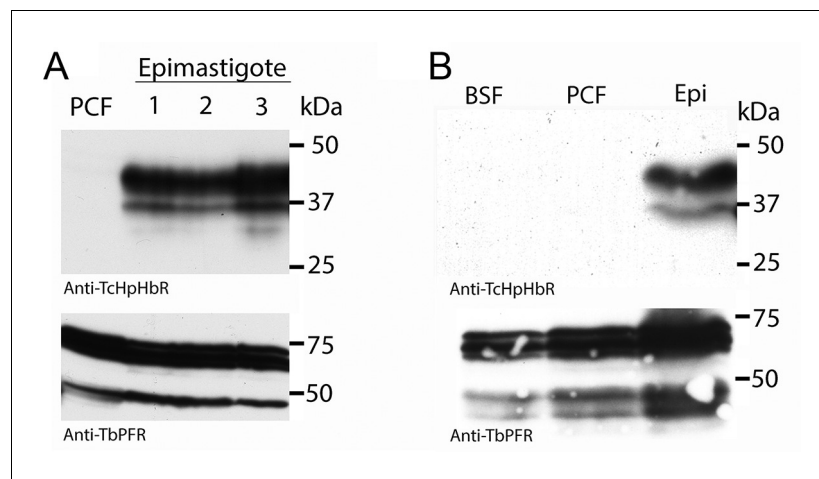 A
Epimastigote
PCF 1 2 3 kDa
50
37
25
Anti-TcHpHbR
75
50
Anti-TbPFR
B
BSF PCF Epi
kDa
50
37
25
Anti-TcHpHbR
75
50
Anti-TbPFR